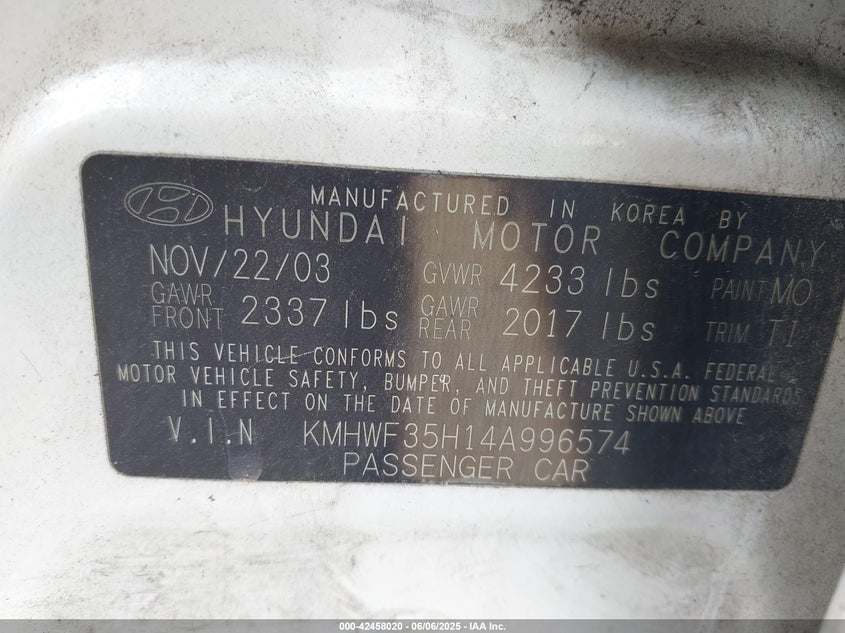 MANUFACTURED IN KOREA BY
HYUNDAI MOTOR COMPANY
NOV/22/03 GVWR 4233 lbs PAINT MO
GAWR FRONT 2337 lbs GAWR REAR 2017 lbs TRIM TI
THIS VEHICLE CONFORMS TO ALL APPLICABLE U.S.A. FEDERAL
MOTOR VEHICLE SAFETY, BUMPER, AND THEFT PREVENTION STANDARDS
IN EFFECT ON THE DATE OF MANUFACTURE SHOWN ABOVE
V.I.N KMHWF35H14A996574
PASSENGER CAR
000-42458020 - 06/06/2025 - IAA Inc.